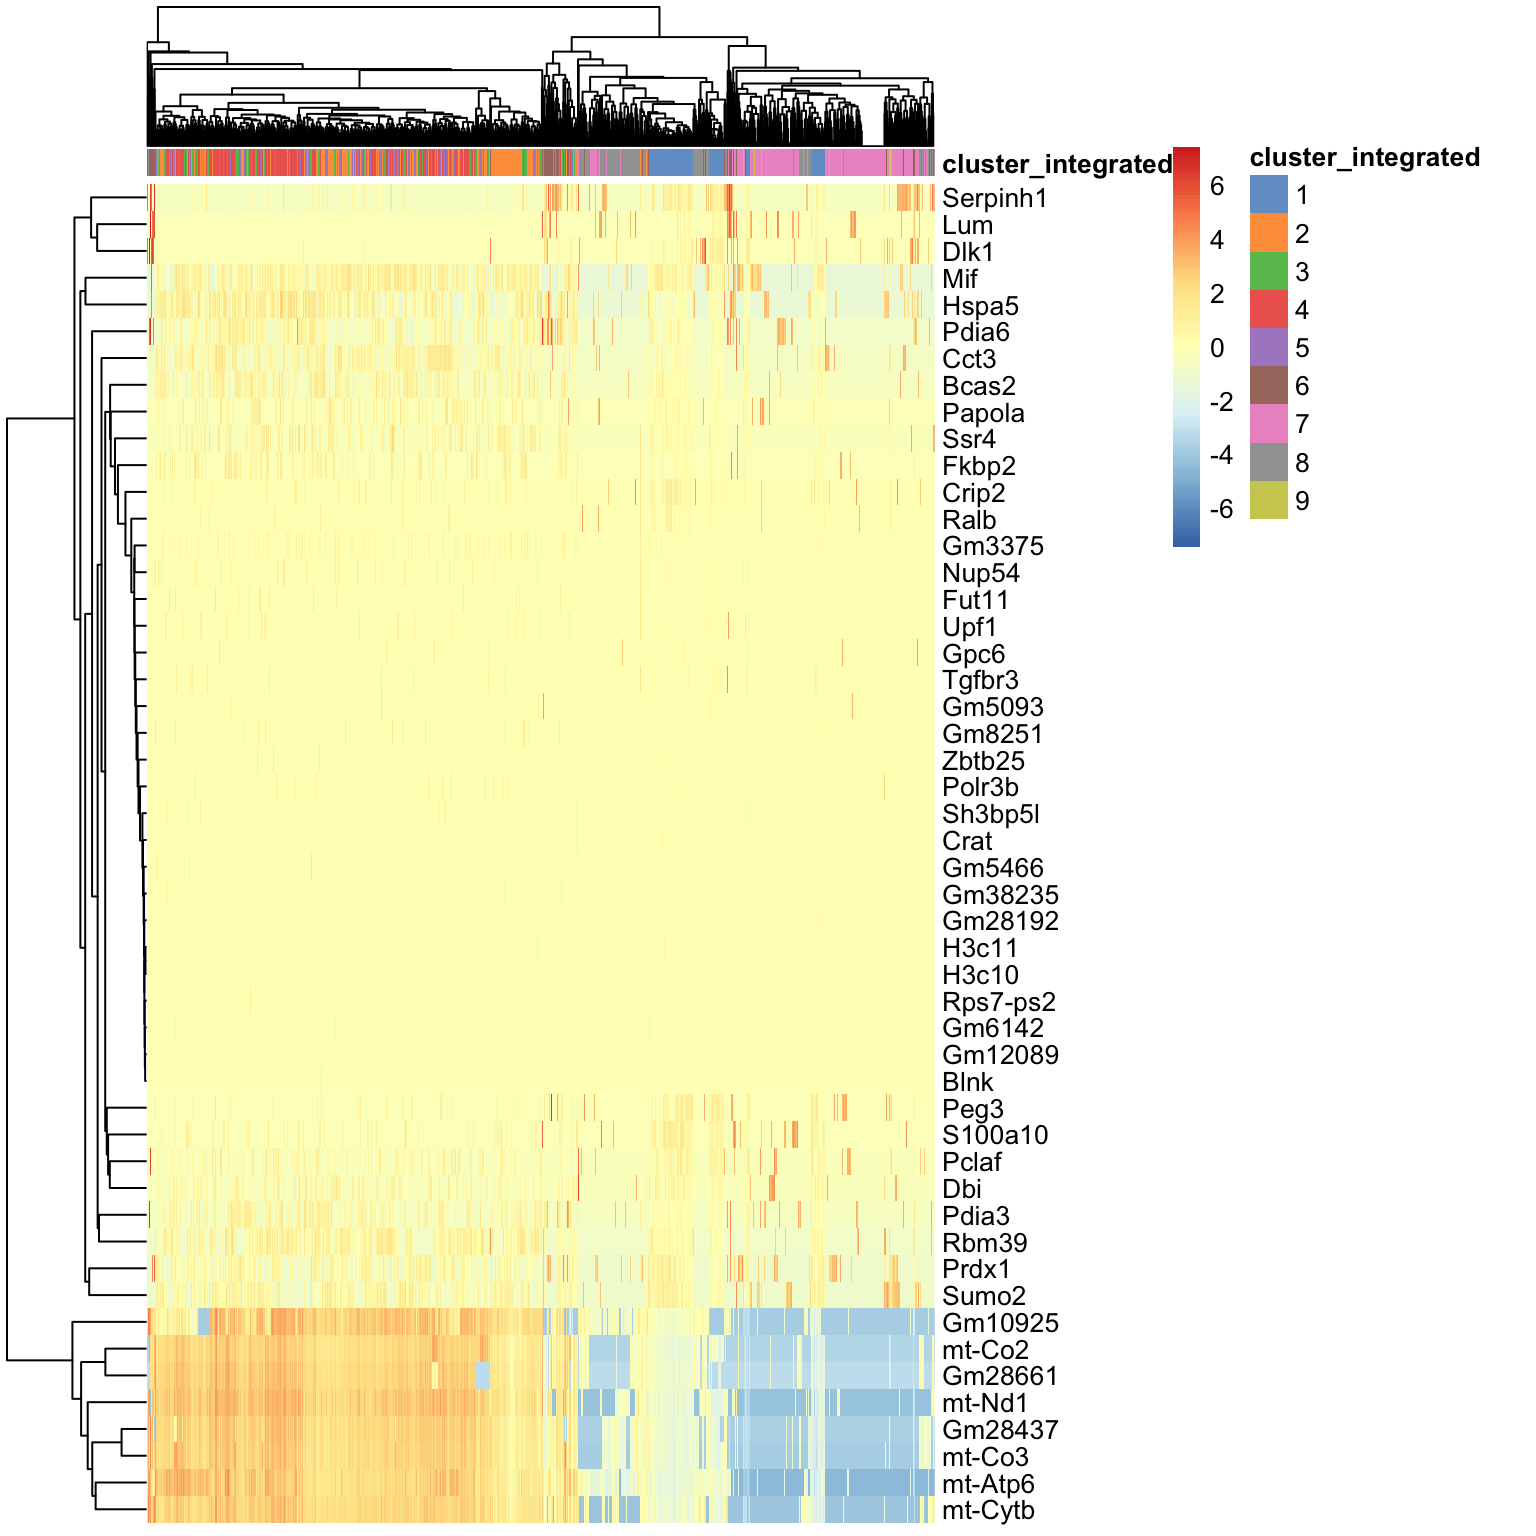 cluster_integrated
Serpinh1
Lum
Dlk1
Mif
Hspa5
Pdia6
Cct3
Bcas2
Papola
Ssr4
Fkbp2
Crip2
Ralb
Gm3375
Nup54
Fut11
Upf1
Gpc6
Tgfbr3
Gm5093
Gm8251
Zbtb25
Polr3b
Sh3bp5l
Crat
Gm5466
Gm38235
Gm28192
H3c11
H3c10
Rps7-ps2
Gm6142
Gm12089
Blnk
Peg3
S100a10
Pclaf
Dbi
Pdia3
Rbm39
Prdx1
Sumo2
Gm10925
mt-Co2
Gm28661
mt-Nd1
Gm28437
mt-Co3
mt-Atp6
mt-Cytb
6
4
2
0
-2
-4
-6
cluster_integrated
1
2
3
4
5
6
7
8
9